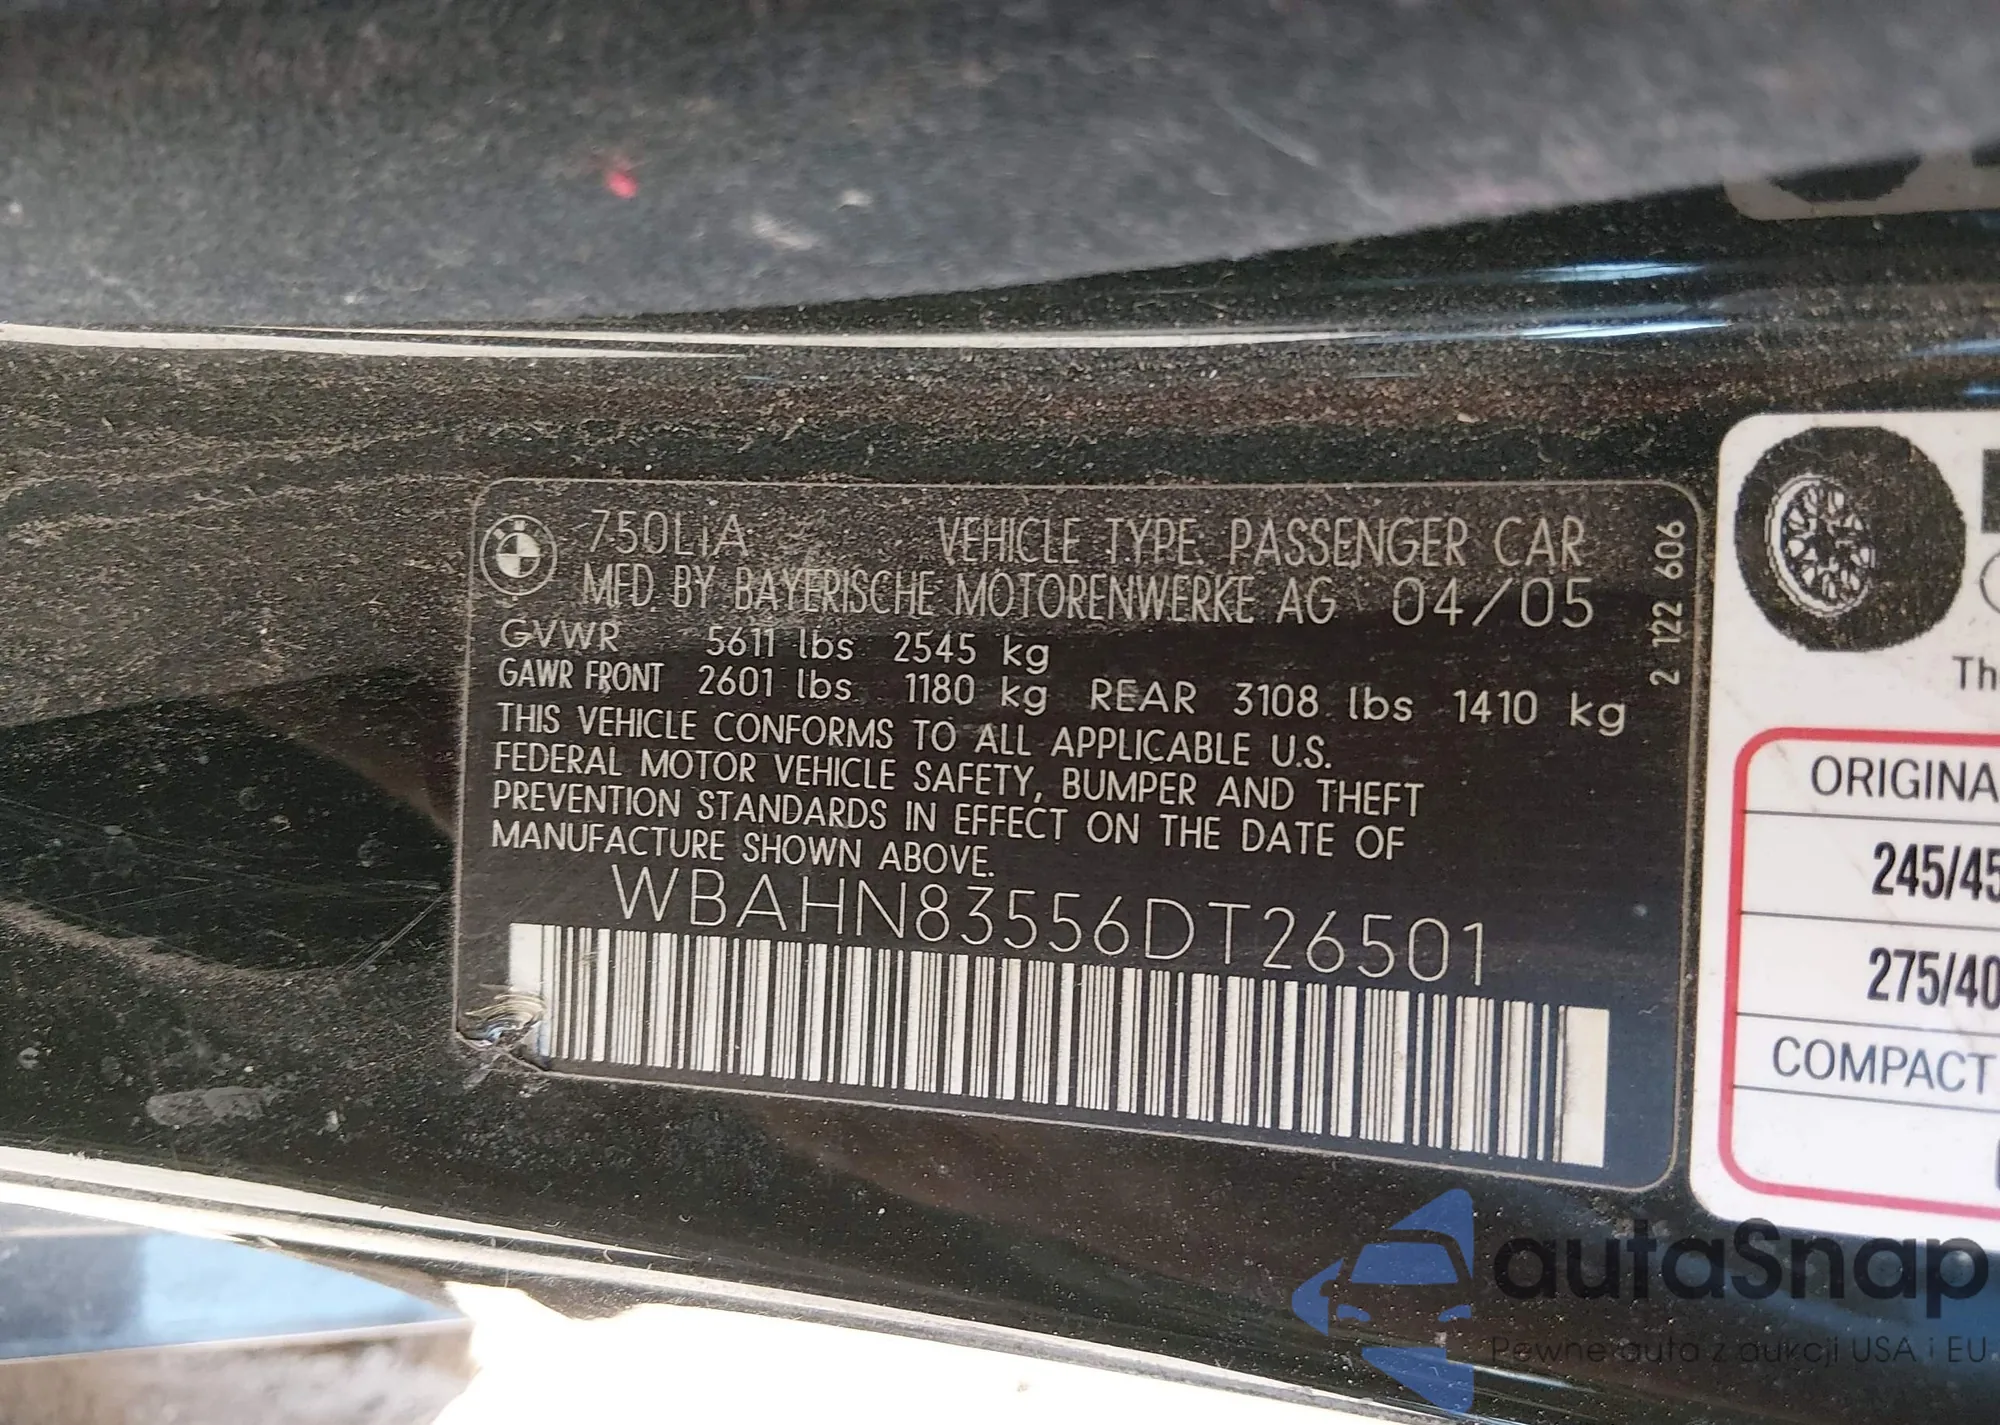 750LiA VEHICLE TYPE PASSENGER CAR
MFD. BY BAYERISCHE MOTORENWERKE AG 04/05
GVWR 5611 lbs 2545 kg
GAWR FRONT 2601 lbs 1180 kg REAR 3108 lbs 1410 kg
THIS VEHICLE CONFORMS TO ALL APPLICABLE U.S.
FEDERAL MOTOR VEHICLE SAFETY, BUMPER AND THEFT
PREVENTION STANDARDS IN EFFECT ON THE DATE OF
MANUFACTURE SHOWN ABOVE.
WBAHN83556DT26501
2 122 606
Th
ORIGINA
245/45
275/40
COMPACT
autaSnap
Pewne auta z aukcji USA i EU